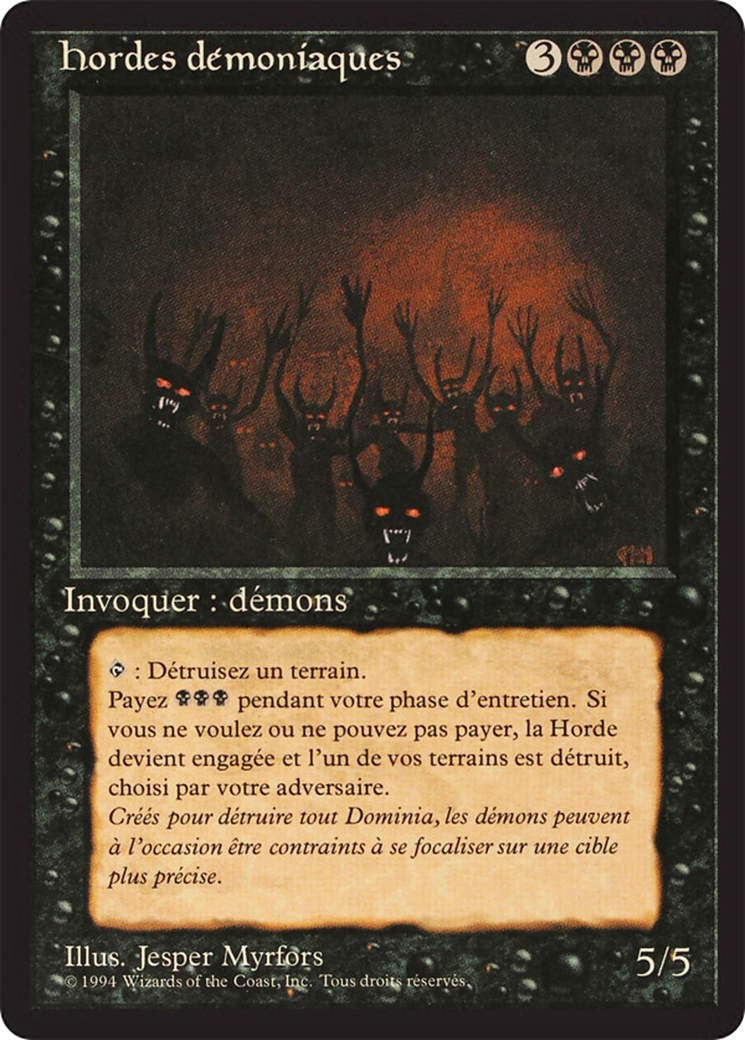 Hordes démoniaques 3
Invoquer : démons
: Détruisez un terrain.
Payez pendant votre phase d'entretien. Si
vous ne voulez ou ne pouvez pas payer, la Horde
devient engagée et l'un de vos terrains est détruit,
choisi par votre adversaire.
Créés pour détruire tout Dominia, les démons peuvent
à l'occasion être contraints à se focaliser sur une cible
plus précise.
Illus. Jesper Myrfors
5/5
© 1994 Wizards of the Coast, Inc. Tous droits réservés.